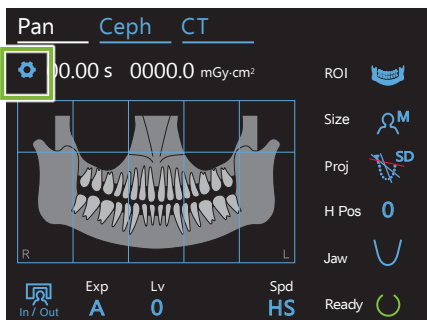 Pan Ceph CT
00.00 s 0000.0 mGy·cm²
ROI
Size M
Proj SD
H Pos 0
R L
Jaw
Exp Lv Spd
In / Out A 0 HS
Ready